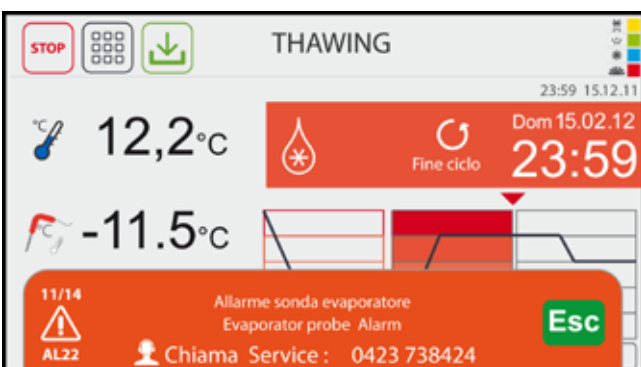 STOP
THAWING
23:59 15.12.11
°C
12,2°C
Fine ciclo
Dom 15.02.12
23:59
°C
-11.5°C
11/14
AL22
Allarme sonda evaporatore
Evaporator probe Alarm
Chiama Service : 0423 738424
Esc